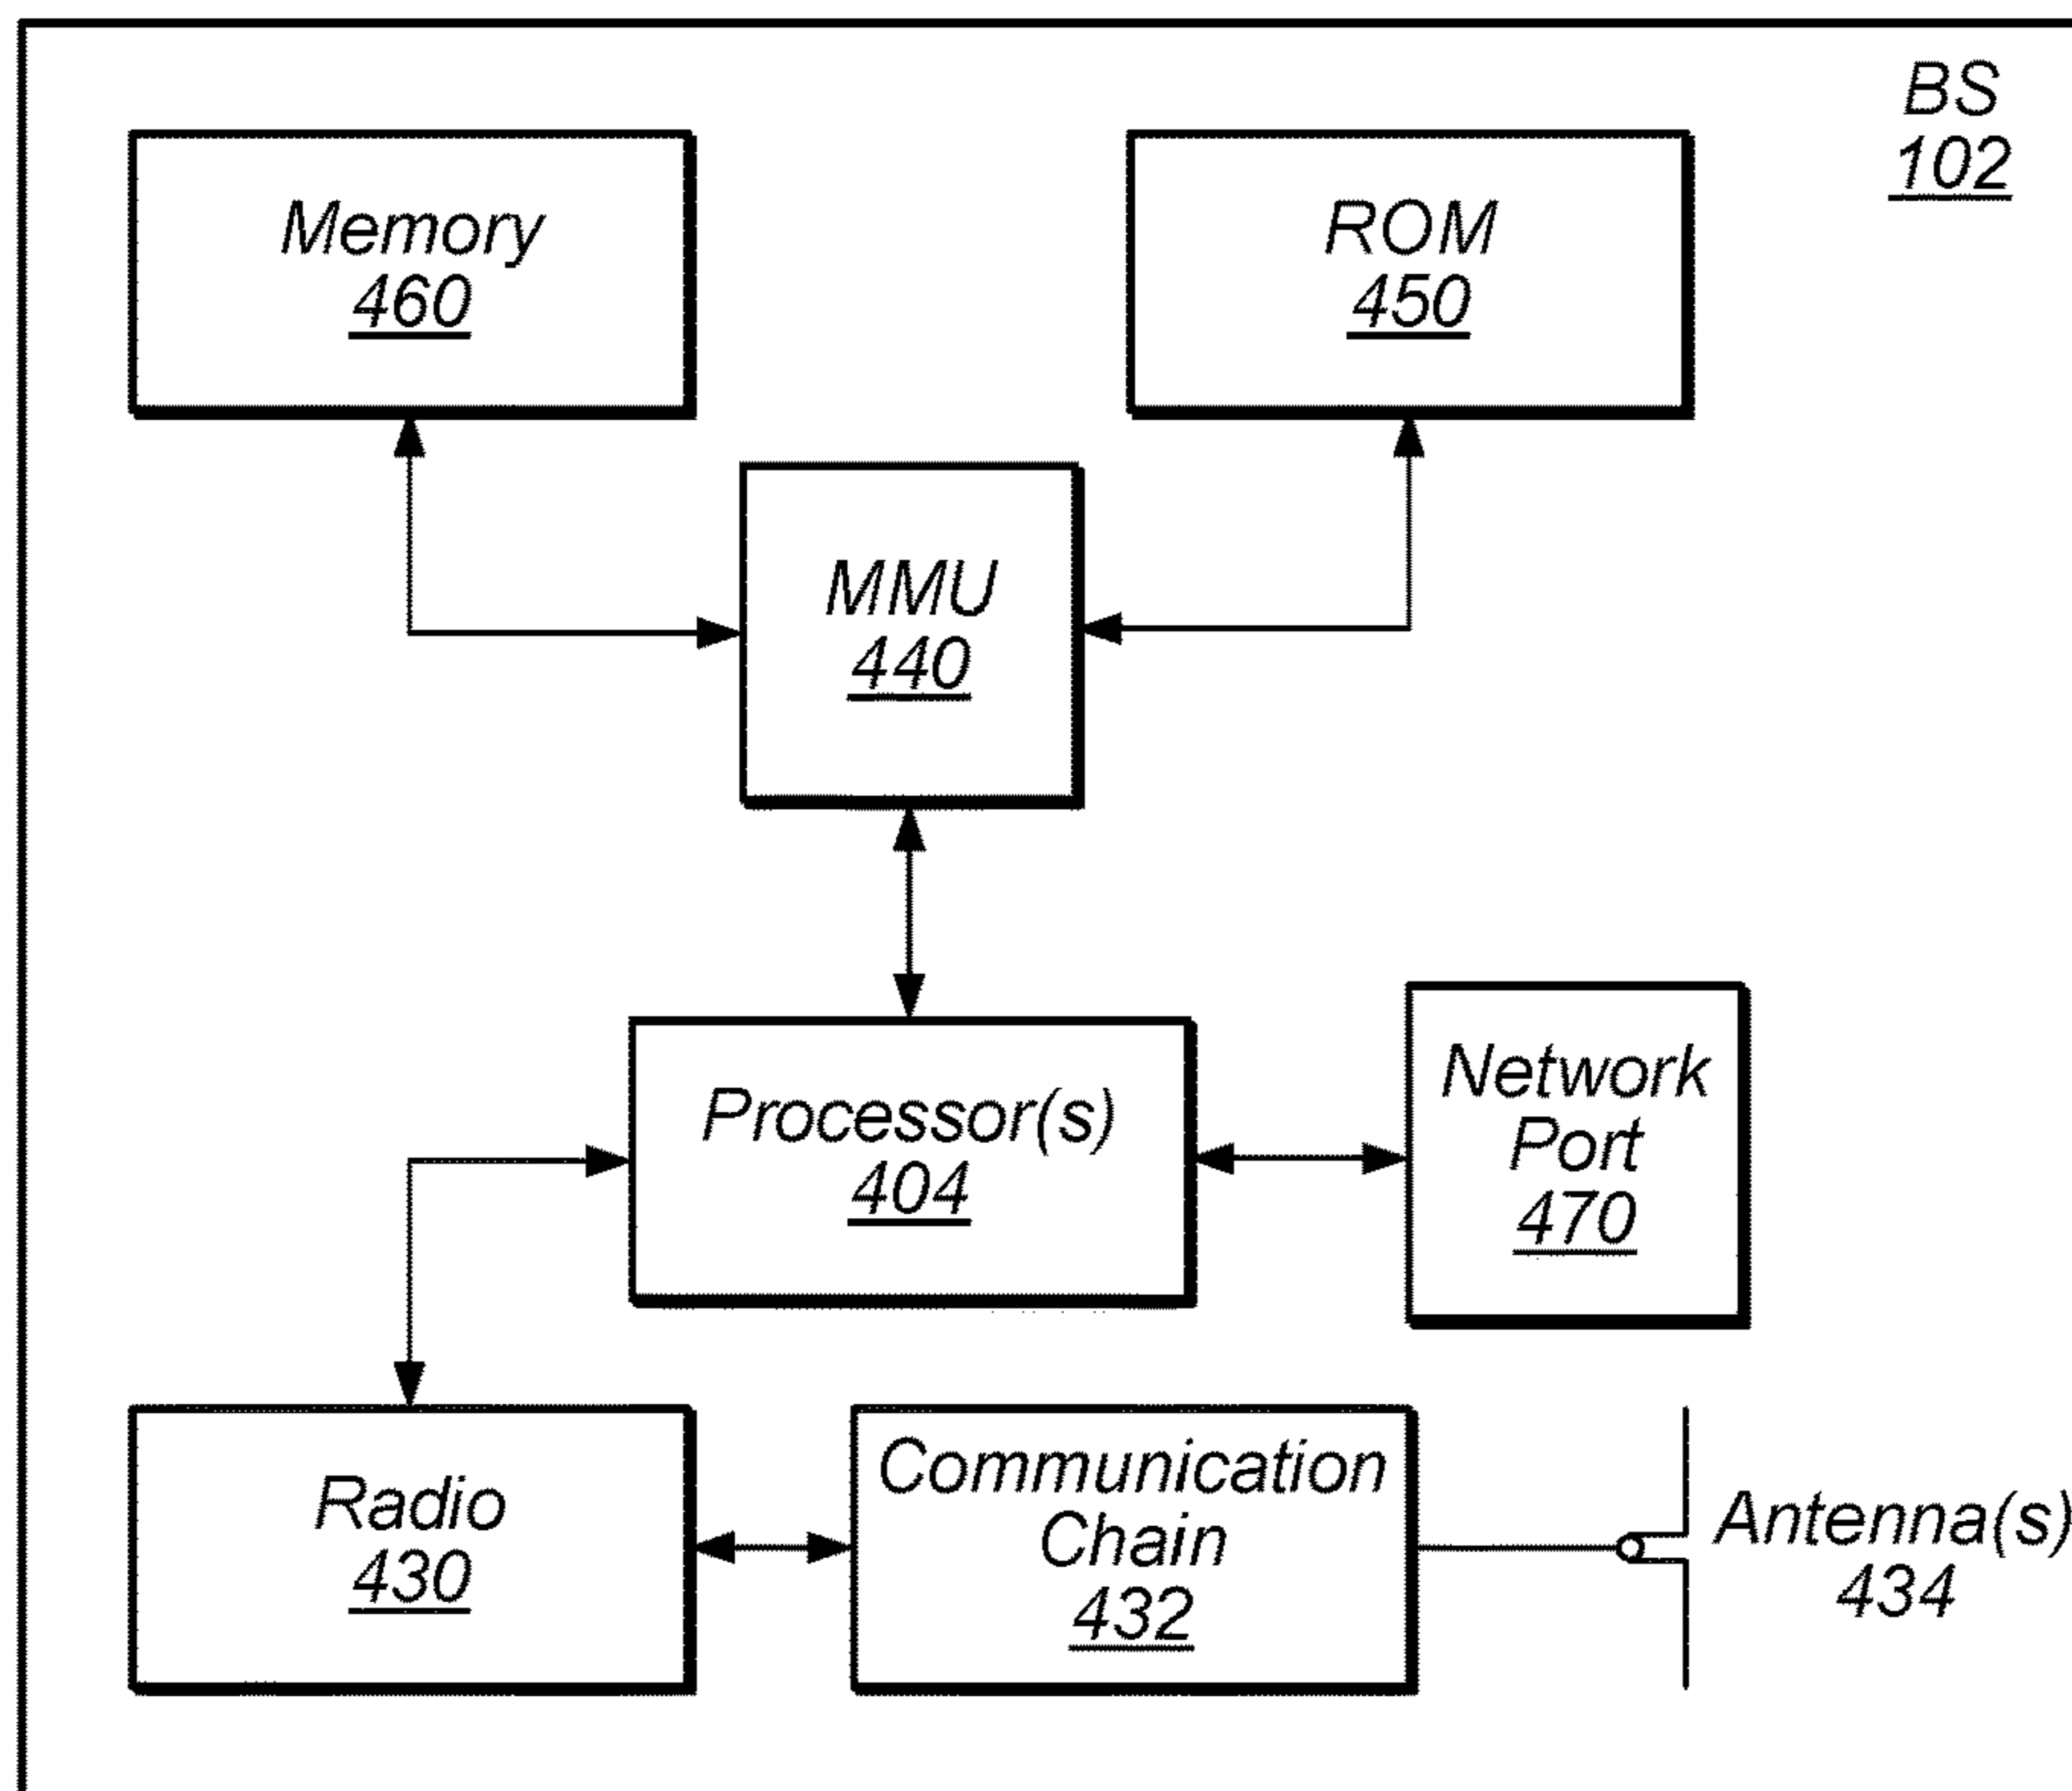 BS
102
Memory
460
ROM
450
MMU
440
Processor(s)
404
Network
Port
470
Radio
430
Communication
Chain
432
Antenna(s)
434